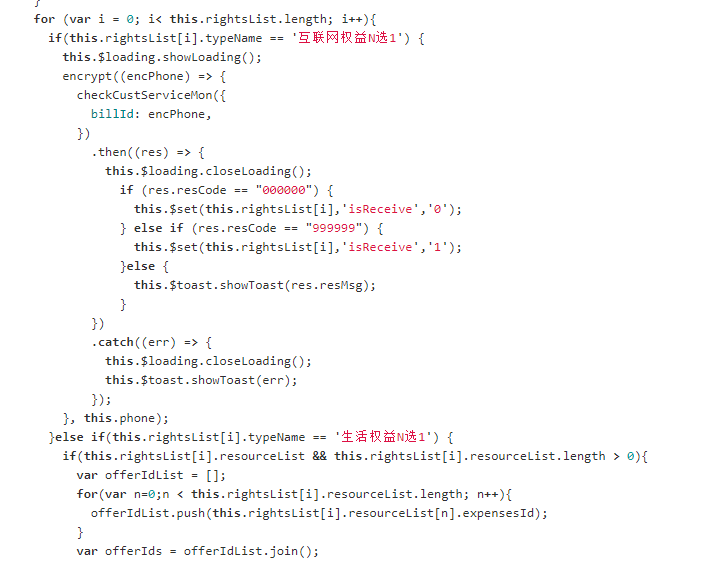 }
for (var i = 0; i< this.rightsList.length; i++){
if(this.rightsList[i].typeName == '互联网权益N选1') {
this.$loading.showLoading();
encrypt((encPhone) => {
checkCustServiceMon({
billId: encPhone,
})
.then((res) => {
this.$loading.closeLoading();
if (res.resCode == "000000") {
this.$set(this.rightsList[i],'isReceive','0');
} else if (res.resCode == "999999") {
this.$set(this.rightsList[i],'isReceive','1');
}else {
this.$toast.showToast(res.resMsg);
}
})
.catch((err) => {
this.$loading.closeLoading();
this.$toast.showToast(err);
});
}, this.phone);
}else if(this.rightsList[i].typeName == '生活权益N选1') {
if(this.rightsList[i].resourceList && this.rightsList[i].resourceList.length > 0){
var offerIdList = [];
for(var n=0;n < this.rightsList[i].resourceList.length; n++){
offerIdList.push(this.rightsList[i].resourceList[n].expensesId);
}
var offerIds = offerIdList.join();